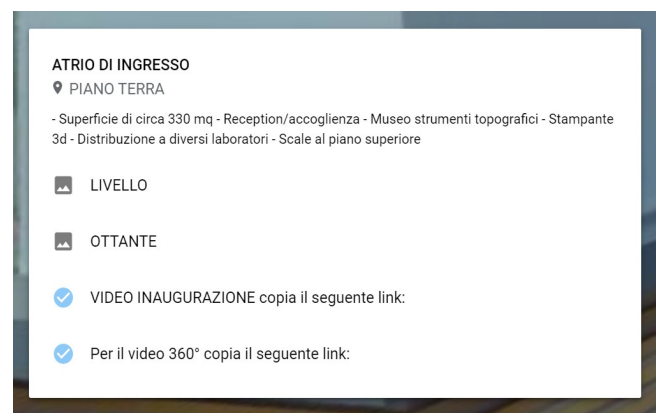 ATRIO DI INGRESSO
PIANO TERRA
- Superficie di circa 330 mq - Reception/accoglienza - Museo strumenti topografici - Stampante
3d - Distribuzione a diversi laboratori - Scale al piano superiore
LIVELLO
OTTANTE
VIDEO INAUGURAZIONE copia il seguente link:
Per il video 360° copia il seguente link: